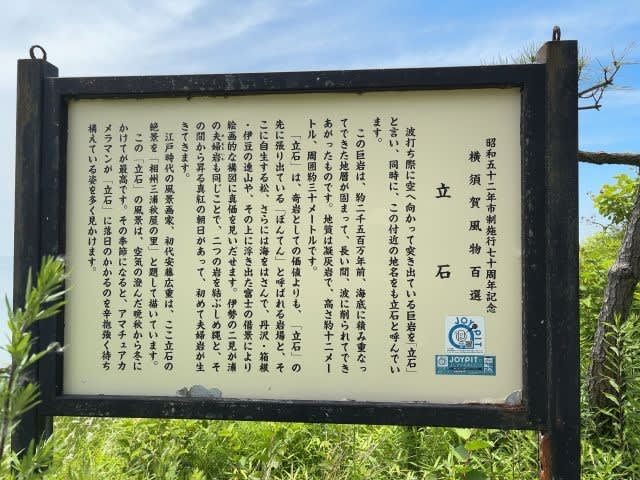 昭和五十二年市制施行七十周年記念
横須賀風物百選
立石
波打ち際に空へ向かって突き出ている巨岩を「立石」
と言い、同時に、この付近の地名をも立石と呼んでい
ます。
この巨岩は、約二千五百万年前、海底に積み重なっ
てできた地層が固まって、長い間、波に削られてでき
あがったものです。地質は凝灰岩で、高さ約十二メー
トル、周囲約三十メートルです。
「立石」は、奇岩としての価値よりも、「立石」の
先に張り出している「ぼんてん」と呼ばれる岩場と、そ
こに自生する松、さらには海をはさんで、丹沢・箱根
・伊豆の連山や、その上に浮き出た富士の借景により
絵画的な構図に真価を見いだせます。伊勢の二見が浦
の夫婦岩も同じことで、二つの岩を結ぶしめ縄と、そ
の間から昇る真紅の朝日があって、初めて夫婦岩が生
きてきます。
江戸時代の風景画家、初代安藤広重は、ここ立石の
絶景を「相州三浦秋屋の里」と題して描いています。
この「立石」の風景は、空気の澄んだ晩秋から冬に
かけてが最高です。その季節になると、アマチュアカ
メラマンが「立石」に落日のかかるのを辛抱強く待ち
構えている姿を多く見かけます。
JOYPIT
JOYPIT